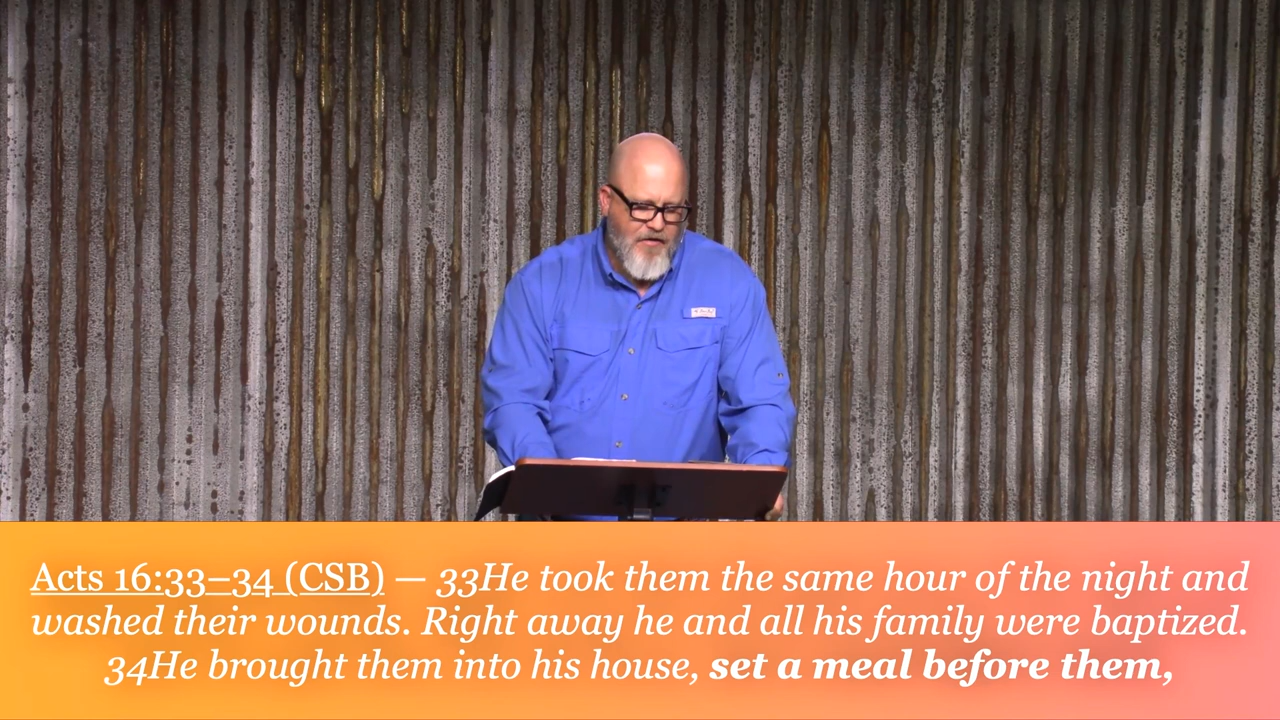 Acts 16:33–34 (CSB) — 33He took them the same hour of the night and
washed their wounds. Right away he and all his family were baptized.
34He brought them into his house, set a meal before them,